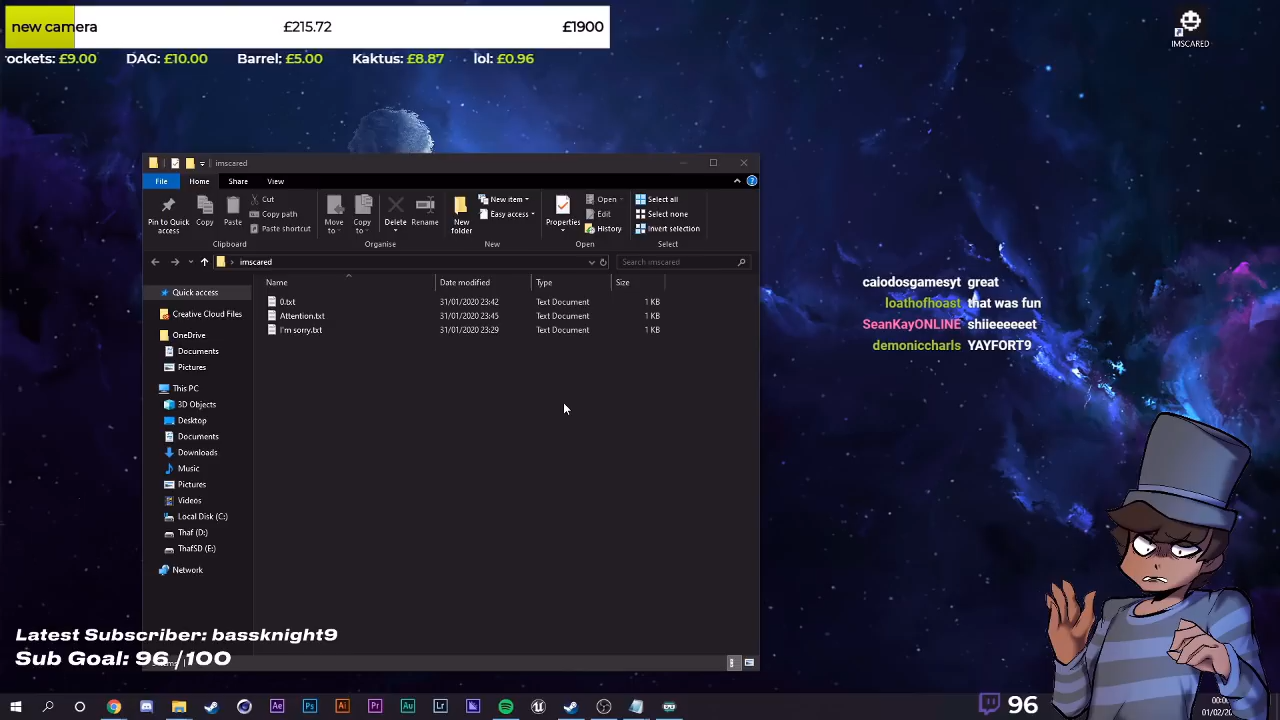 new camera £215.72 £1900
ockets: £9.00 DAG: £10.00 Barrel: £5.00 Kaktus: £8.87 lol: £0.96
IMSCARED
imscared
File Home Share View
Pin to Quick access
Copy
Paste
Cut
Copy path
Paste shortcut
Clipboard
Move to
Copy to
Delete
Rename
Organise
New folder
New item
Easy access
New
Properties
Open
Edit
History
Open
Select all
Select none
Invert selection
Select
imscared
Search imscared
Name Date modified Type Size
0.txt 31/01/2020 23:42 Text Document 1 KB
Attention.txt 31/01/2020 23:45 Text Document 1 KB
I'm sorry.txt 31/01/2020 23:29 Text Document 1 KB
Quick access
Creative Cloud Files
OneDrive
Documents
Pictures
This PC
3D Objects
Desktop
Documents
Downloads
Music
Pictures
Videos
Local Disk (C:)
Thaf (D:)
ThafSD (E:)
Network
caiodosgamesyt great
loathofhoast that was fun
SeanKayONLINE shiieeeeet
demoniccharls YAYFORT9
Latest Subscriber: bassknight9
Sub Goal: 96 /100
Ae Ps Ai Pr Au Lr
96